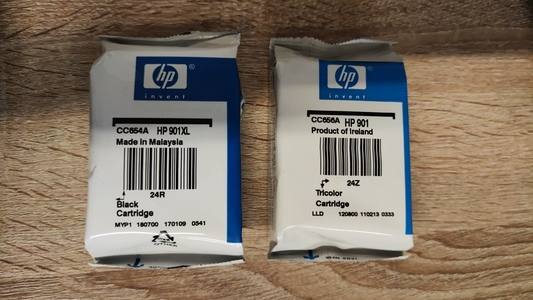 hp®
invent
CC654A HP 901XL
Made in Malaysia
24R
Black
Cartridge
MYP1 180700 170109 0541
hp®
invent
CC656A HP 901
Product of Ireland
24Z
Tricolor
Cartridge
LLD 120800 110213 0333